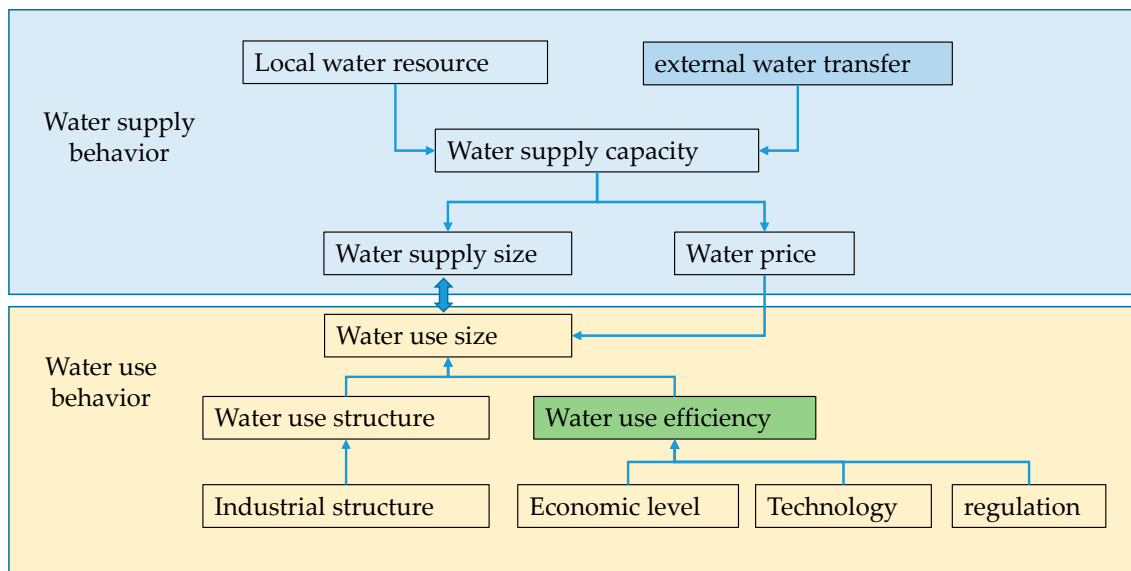 Local water resource
external water transfer
Water supply
behavior
Water supply capacity
Water supply size
Water price
Water use size
Water use
behavior
Water use structure
Water use efficiency
Industrial structure
Economic level
Technology
regulation